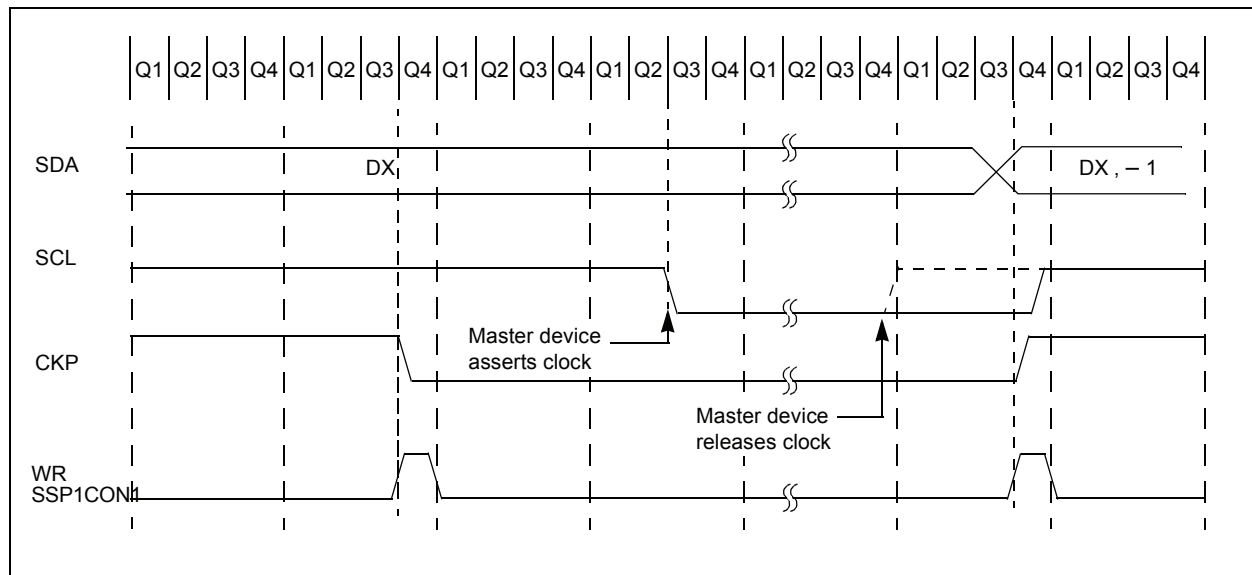 Q1 Q2 Q3 Q4 Q1 Q2 Q3 Q4 Q1 Q2 Q3 Q4 Q1 Q2 Q3 Q4 Q1 Q2 Q3 Q4 Q1 Q2 Q3 Q4 Q1 Q2 Q3 Q4
SDA
DX
DX , – 1
SCL
Master device
asserts clock
CKP
Master device
releases clock
WR
SSP1CON1